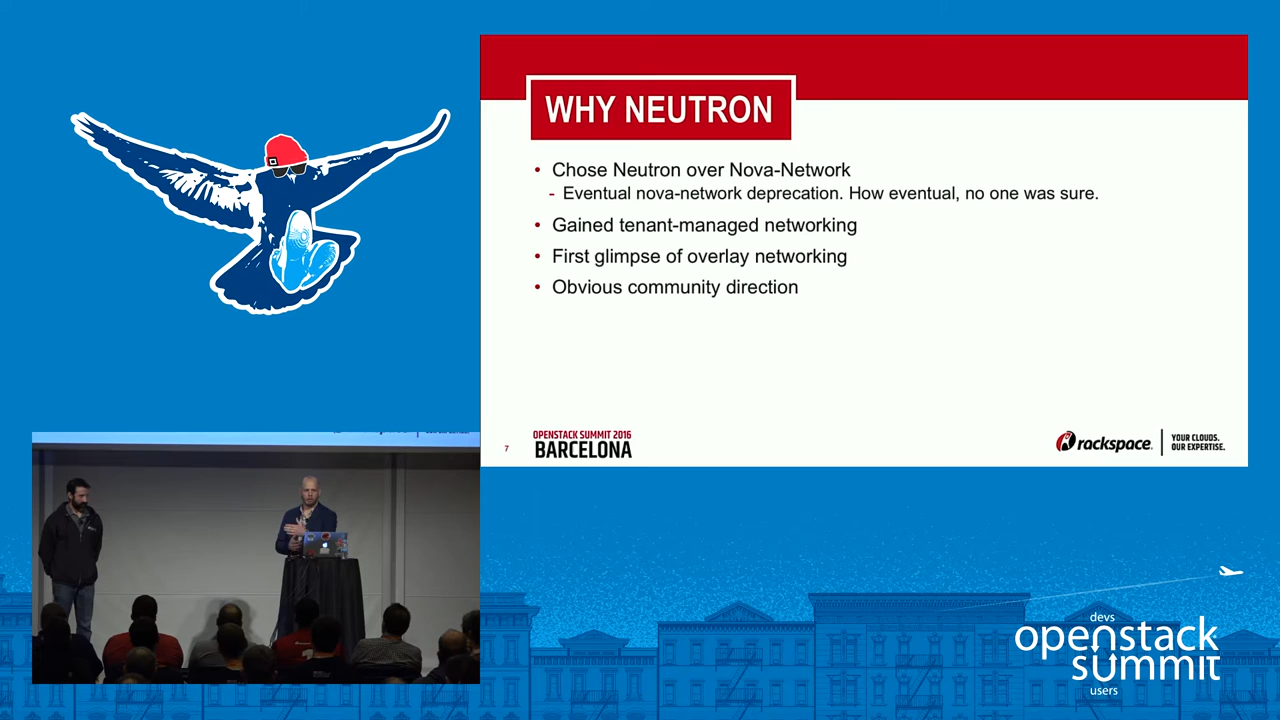 WHY NEUTRON
• Chose Neutron over Nova-Network
- Eventual nova-network deprecation. How eventual, no one was sure.
• Gained tenant-managed networking
• First glimpse of overlay networking
• Obvious community direction
7
OPENSTACK SUMMIT 2016
BARCELONA
rackspace.
YOUR CLOUDS.
OUR EXPERTISE.
devs
openstack
summit
users